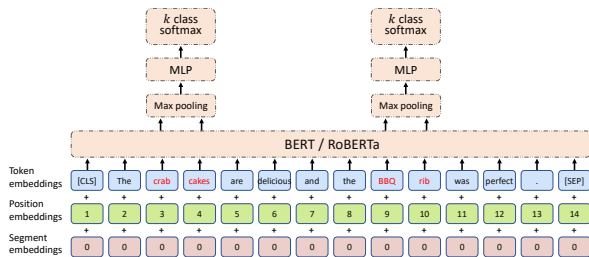 k class softmax k class softmax
MLP MLP
Max pooling Max pooling
BERT / RoBERTa
Token embeddings [CLS] The crab cakes are delicious and the BBQ rib was perfect . [SEP]
+ + + + + + + + + + + + + +
Position embeddings 1 2 3 4 5 6 7 8 9 10 11 12 13 14
+ + + + + + + + + + + + + +
Segment embeddings 0 0 0 0 0 0 0 0 0 0 0 0 0 0